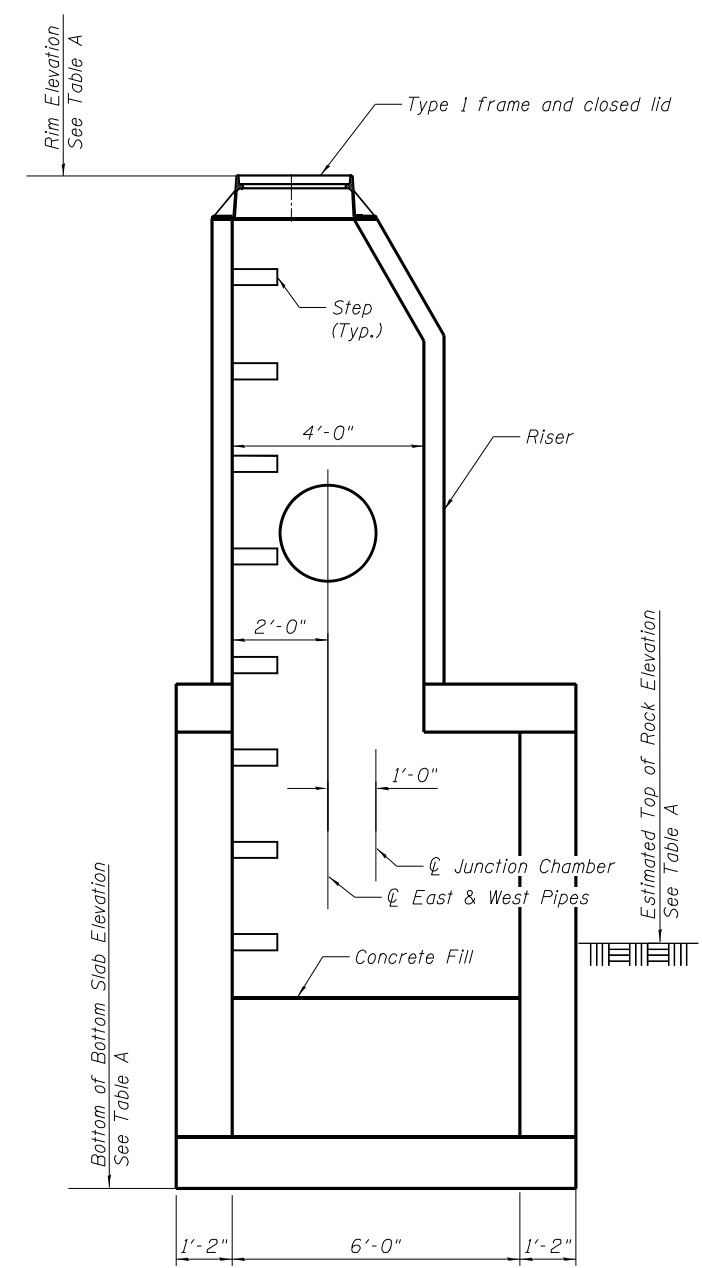 Rim Elevation
See Table A
Type 1 frame and closed lid
Step
(Typ.)
4'-0"
Riser
2'-0"
1'-0"
℄ Junction Chamber
℄ East & West Pipes
Estimated Top of Rock Elevation
See Table A
Concrete Fill
Bottom of Bottom Slab Elevation
See Table A
1'-2"
6'-0"
1'-2"